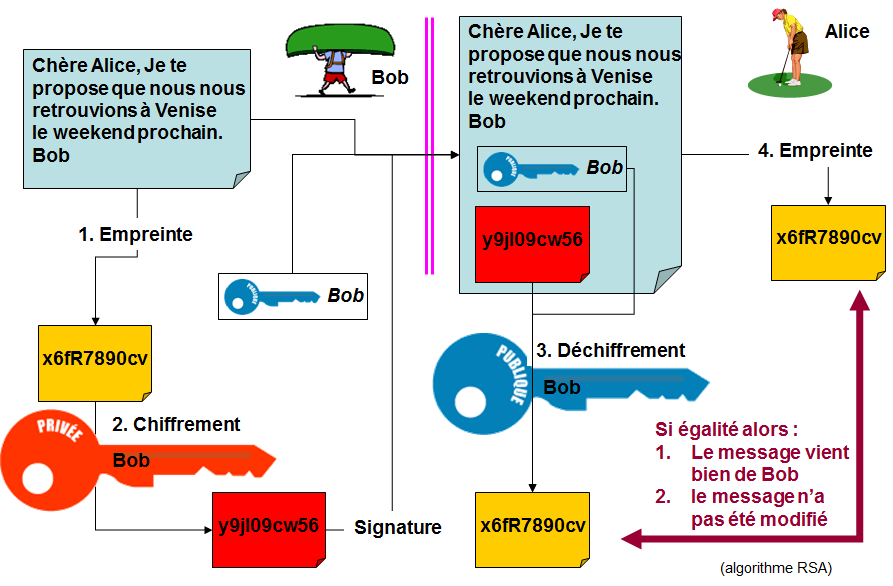 Chère Alice, Je te
propose que nous nous
retrouvions à Venise
le weekend prochain.
Bob
Bob
1. Empreinte
Bob
PUBLIQUE
x6fR7890cv
2. Chiffrement
PRIVÉE
Bob
y9jl09cw56
Signature
Chère Alice, Je te
propose que nous nous
retrouvions à Venise
le weekend prochain.
Bob
PUBLIQUE
Bob
y9jl09cw56
Alice
4. Empreinte
x6fR7890cv
3. Déchiffrement
PUBLIQUE
Bob
x6fR7890cv
Si égalité alors :
1. Le message vient
bien de Bob
2. le message n'a
pas été modifié
(algorithme RSA)